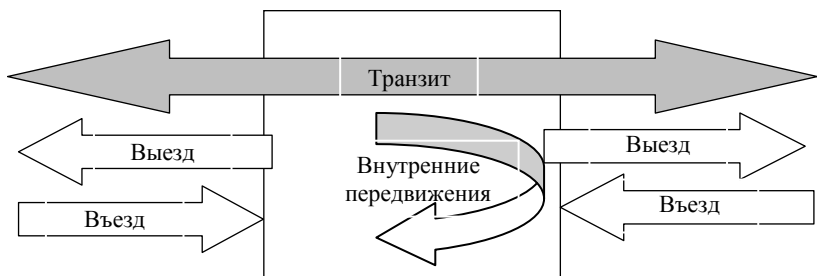 Транзит
Выезд
Выезд
Внутренние
передвижения
Въезд
Въезд